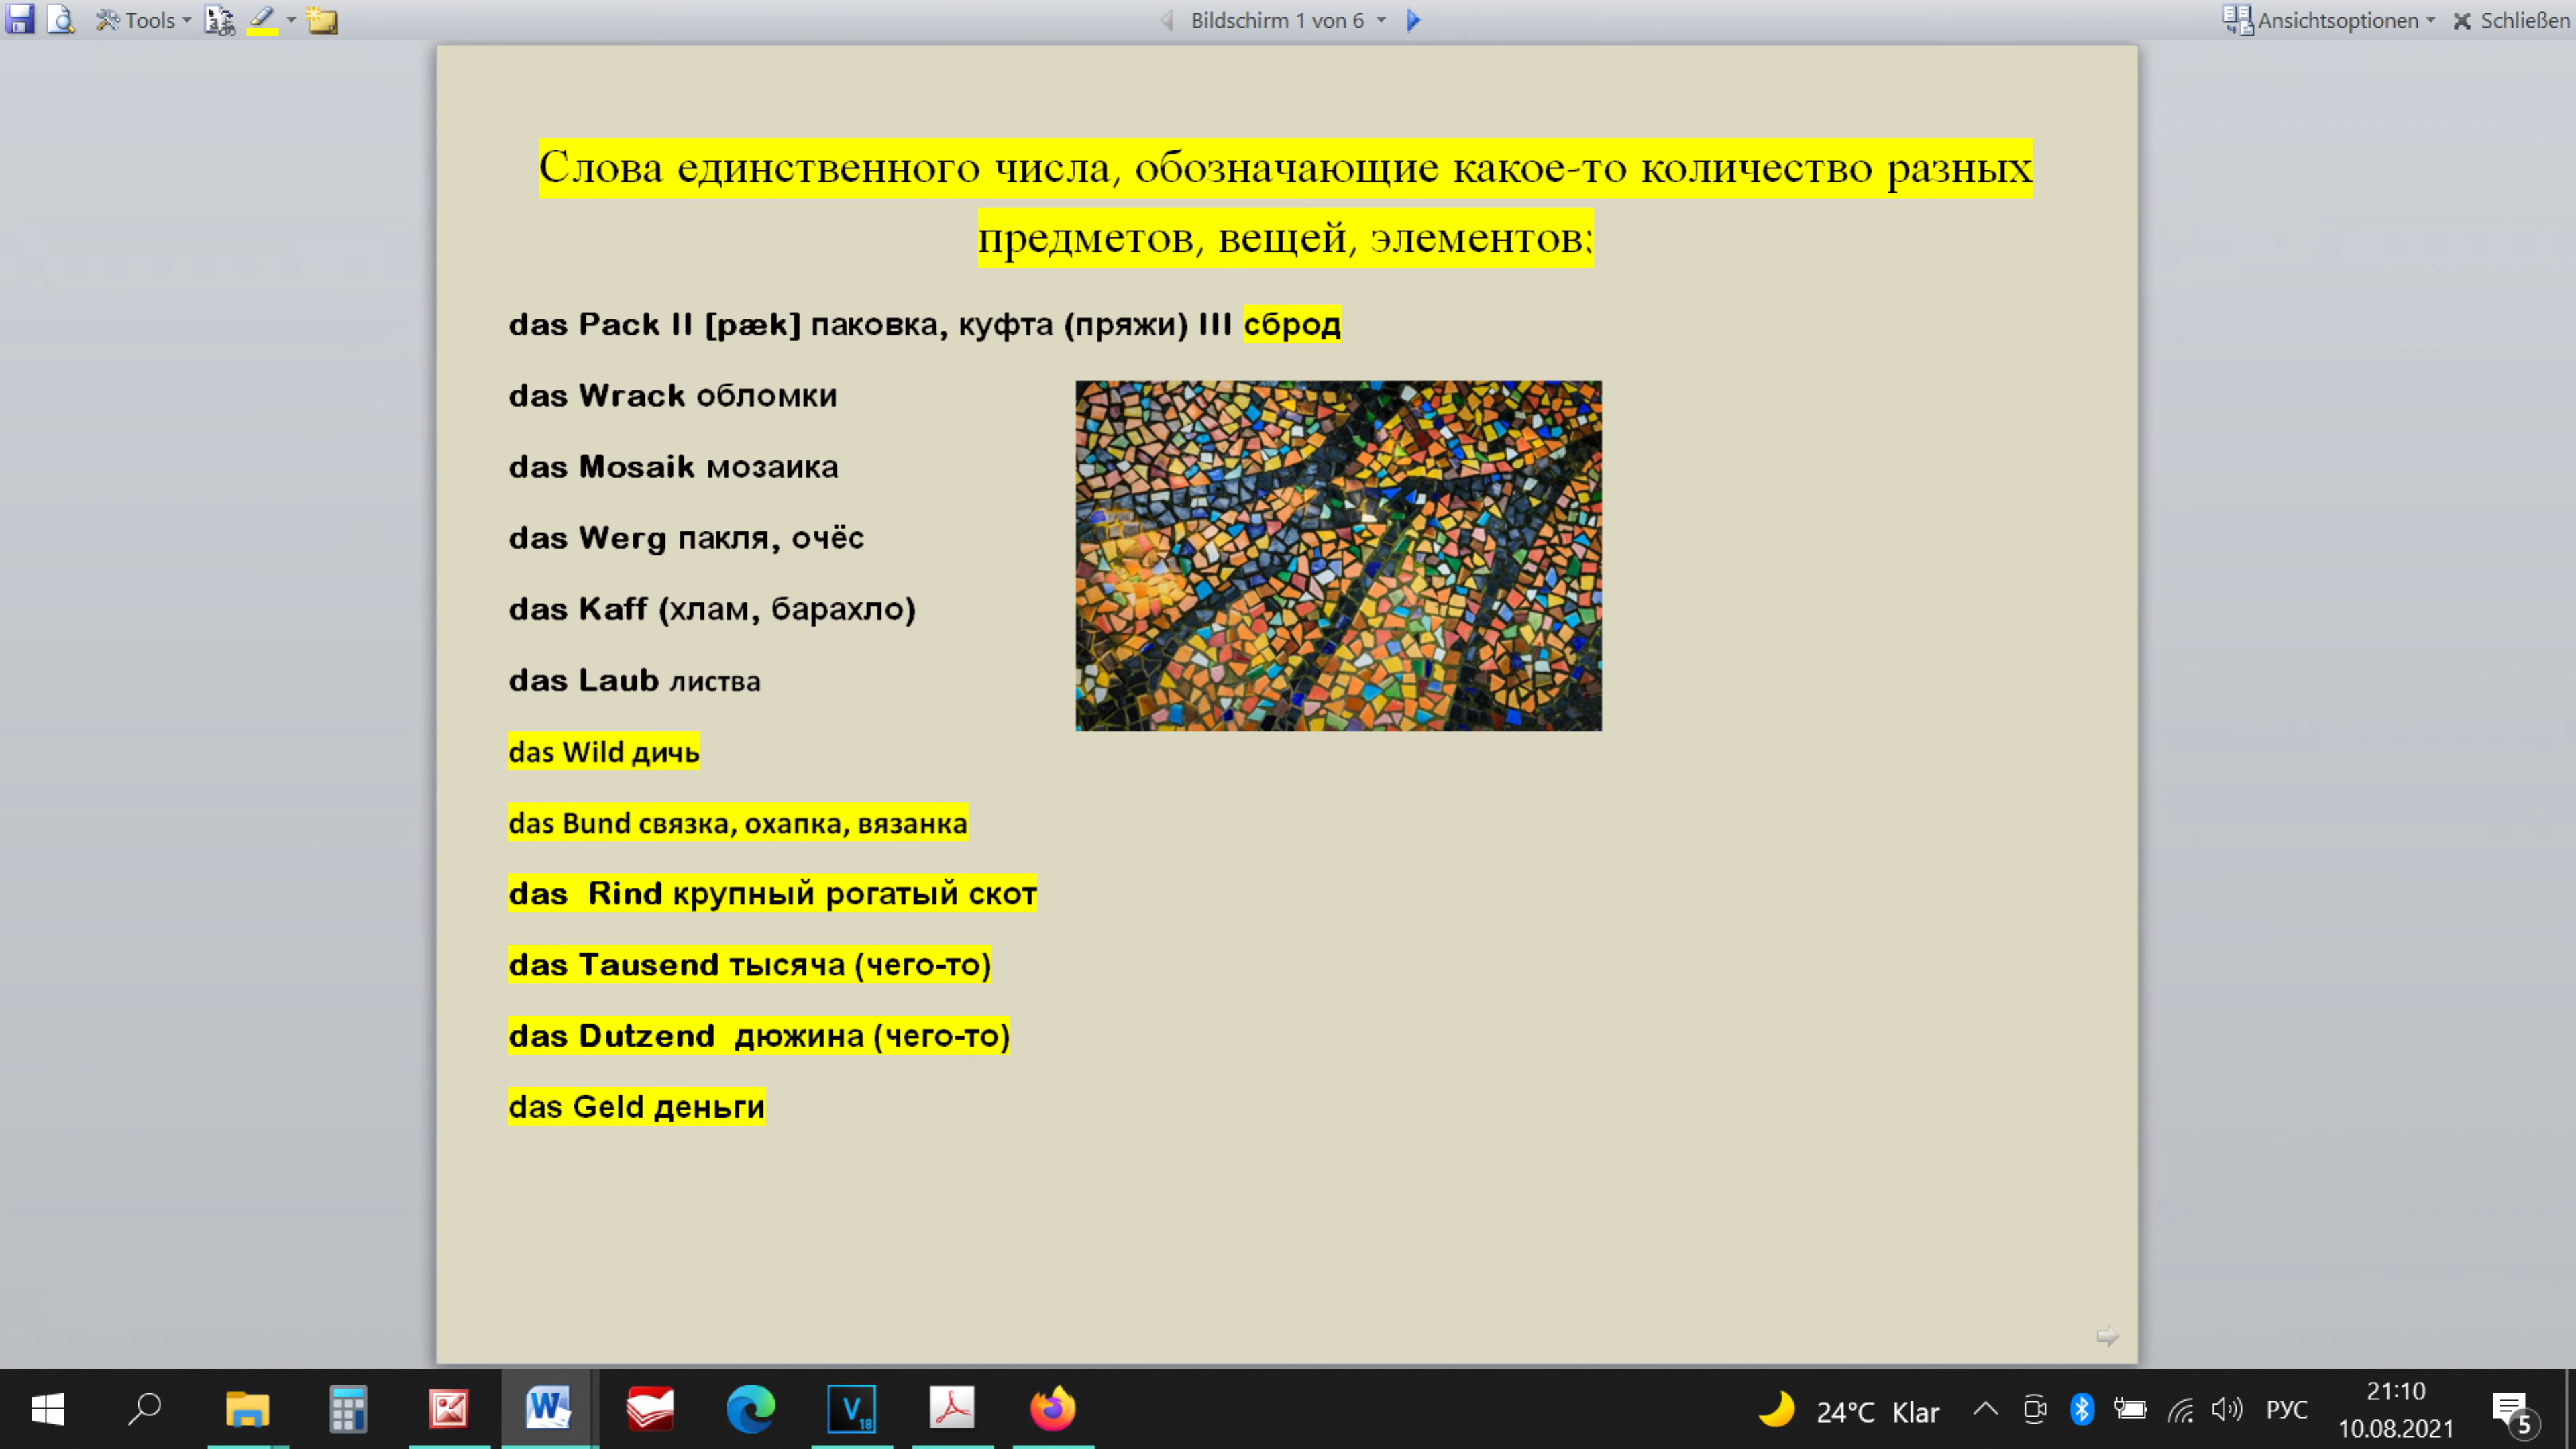 Tools
Bildschirm 1 von 6
Ansichtsoptionen
Schließen
Слова единственного числа, обозначающие какое-то количество разных
предметов, вещей, элементов:
das Pack II [pæk] паковка, куфта (пряжи) III сброд
das Wrack обломки
das Mosaik мозаика
das Werg пакля, очёс
das Kaff (хлам, барахло)
das Laub листва
das Wild дичь
das Bund связка, охапка, вязанка
das  Rind крупный рогатый скот
das Tausend тысяча (чего-то)
das Dutzend  дюжина (чего-то)
das Geld деньги
W
V 18
24°C Klar
РУС
21:10
10.08.2021
5